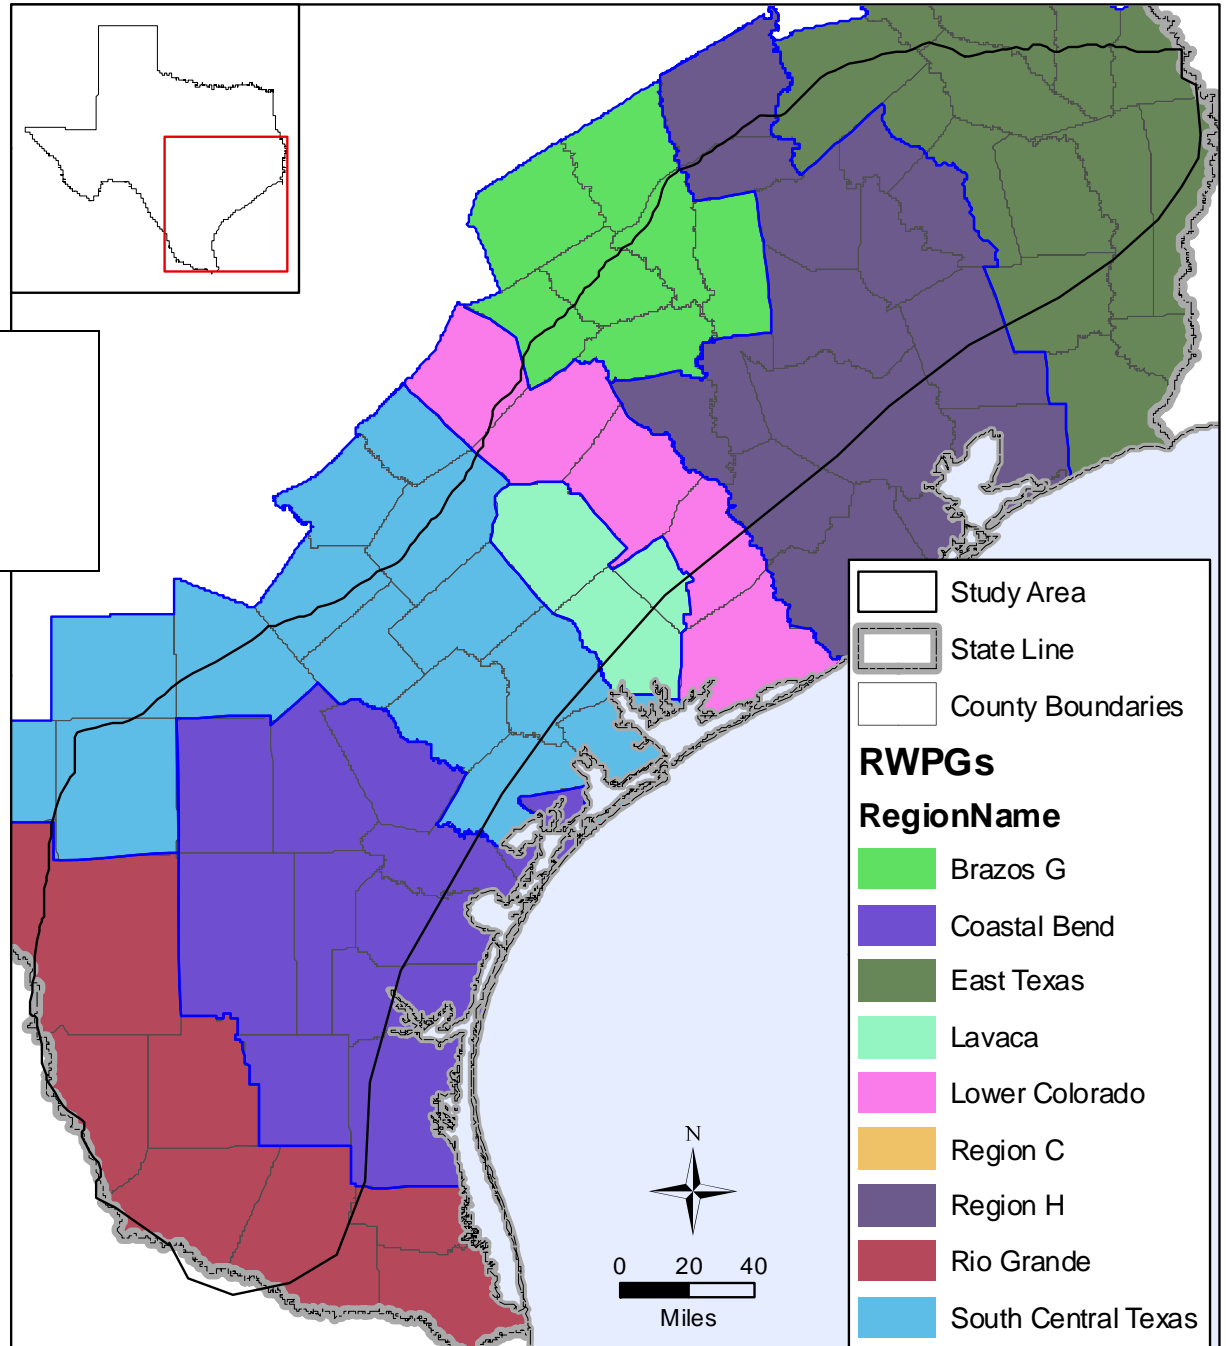 Study Area
State Line
County Boundaries
RWPGs
RegionName
Brazos G
Coastal Bend
East Texas
Lavaca
Lower Colorado
Region C
Region H
Rio Grande
South Central Texas
N
0 20 40
Miles